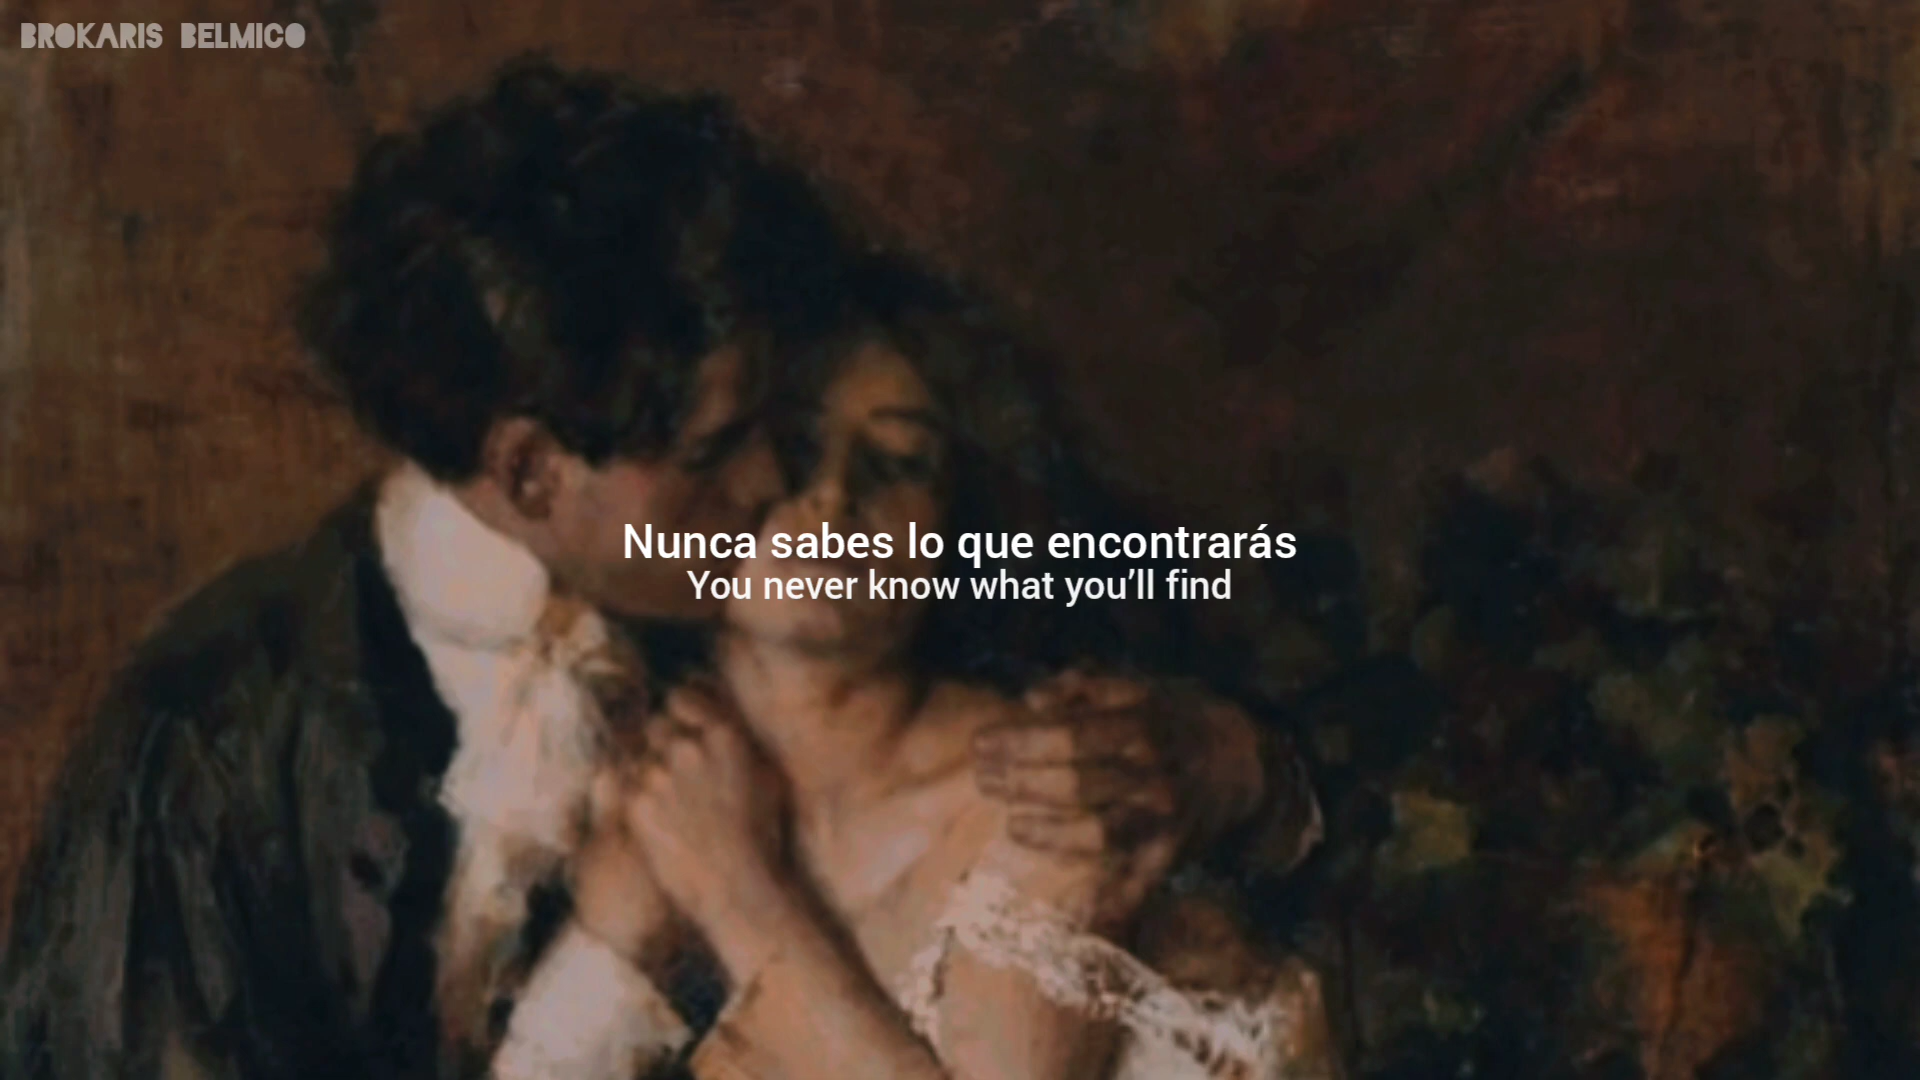 BROKARIS BELMICO
Nunca sabes lo que encontrarás
You never know what you’ll find